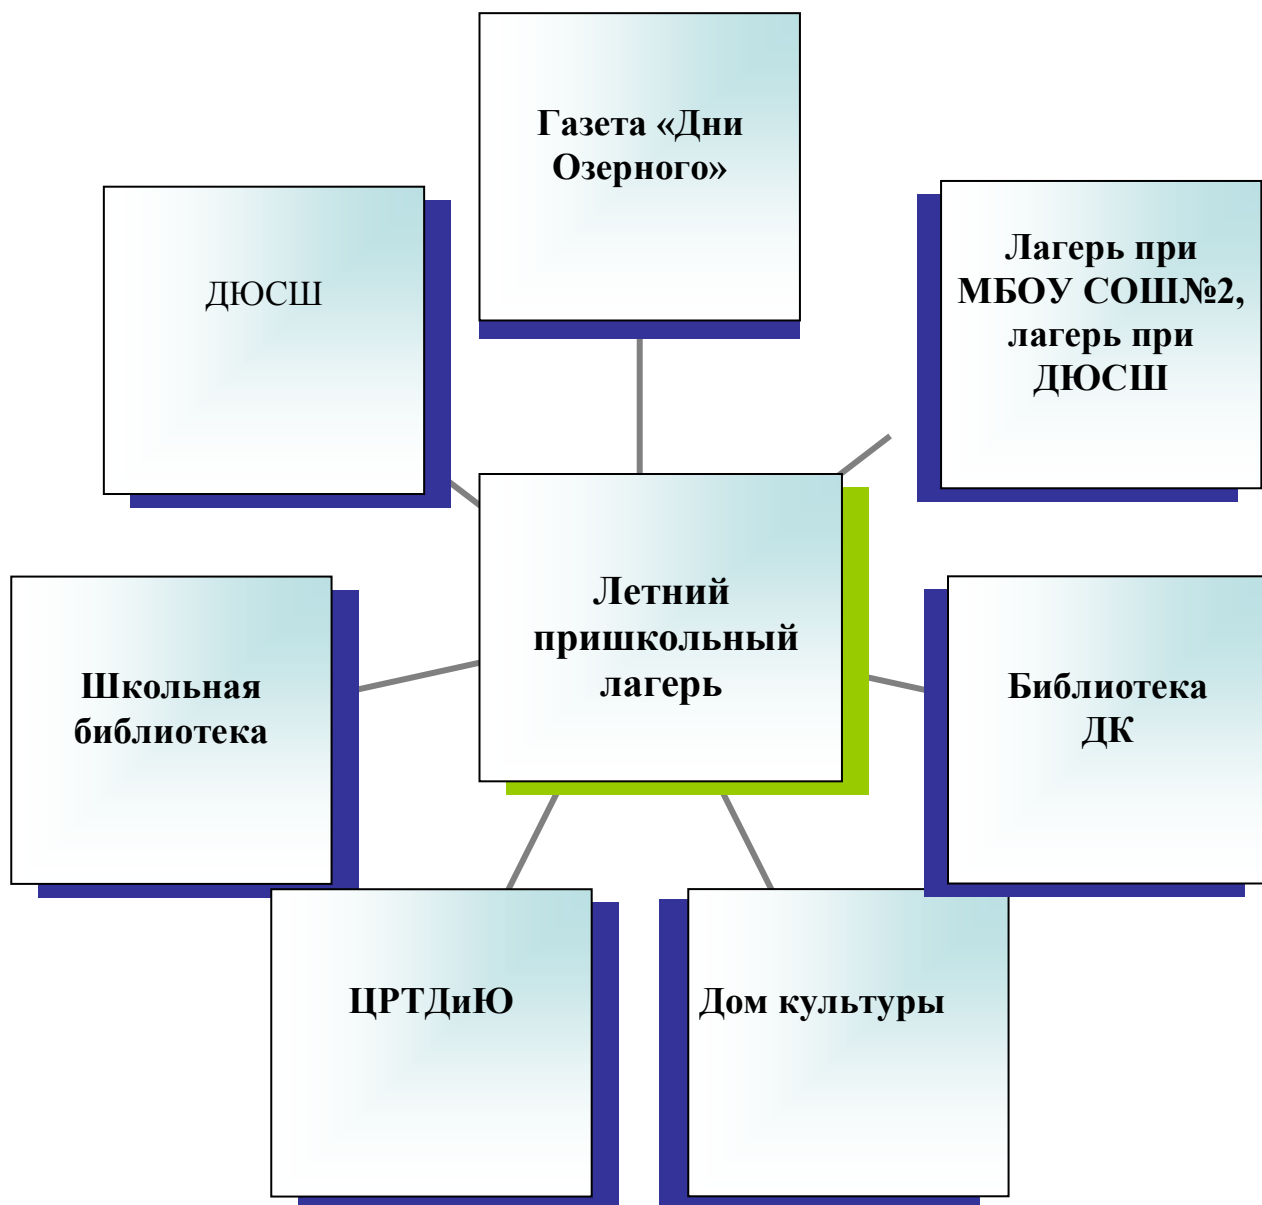 Газета «Дни
Озерного»
ДЮСШ
Лагерь при
МБОУ СОШ№2,
лагерь при
ДЮСШ
Летний
пришкольный
лагерь
Школьная
библиотека
Библиотека
ДК
ЦРТДиЮ
Дом культуры